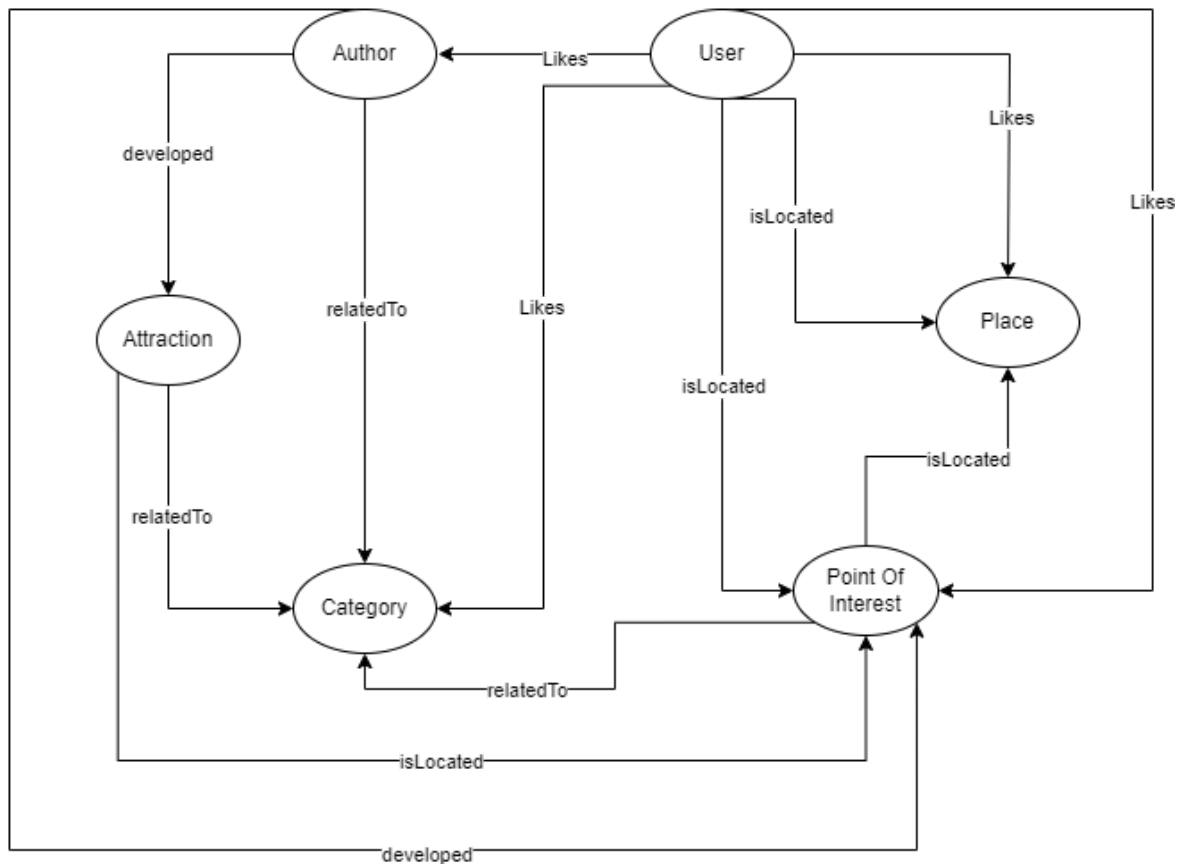 Author
User
Likes
Likes
developed
Likes
isLocated
relatedTo
Likes
Place
Attraction
isLocated
isLocated
relatedTo
Point Of
Interest
Category
relatedTo
isLocated
developed